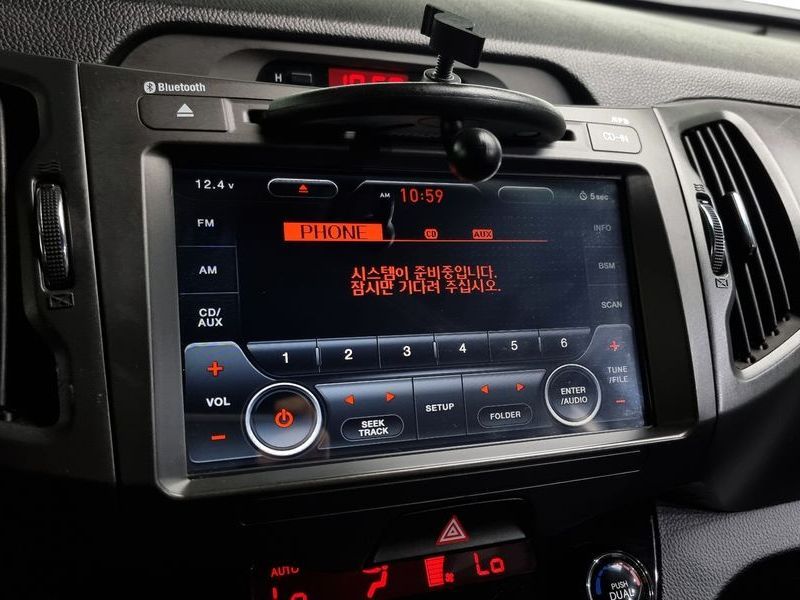 Bluetooth
H
CD-IN
12.4 v
AM 10:59
5 sec
FM
PHONE
CD
AUX
INFO
AM
시스템이 준비중입니다.
잠시만 기다려 주십시오.
BSM
CD/
AUX
SCAN
1 2 3 4 5 6
+
VOL
-
SEEK
TRACK
SETUP
FOLDER
ENTER
/AUDIO
+
TUNE
/FILE
-
AUTO
Lo
Lo
PUSH
DUAL